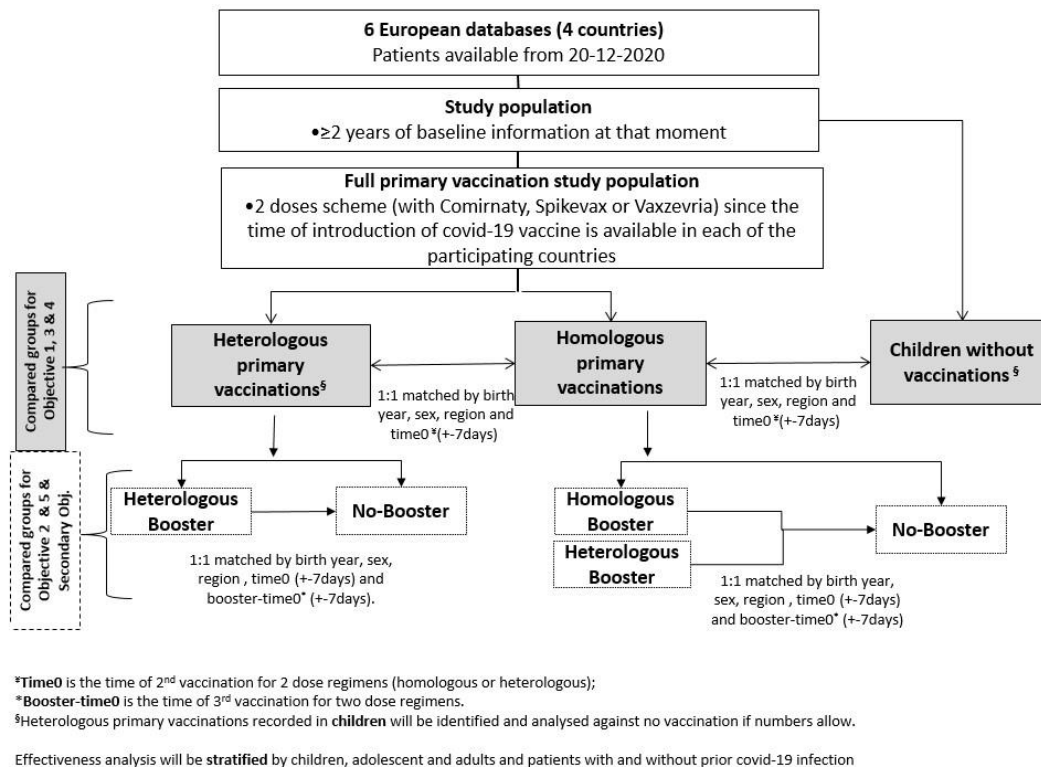 6 European databases (4 countries)
Patients available from 20-12-2020
Study population
•≥2 years of baseline information at that moment
Full primary vaccination study population
•2 doses scheme (with Comirnaty, Spikevax or Vaxzevria) since the
time of introduction of covid-19 vaccine is available in each of the
participating countries
Compared groups for
Objective 1, 3 & 4
Heterologous
primary
vaccinations§
1:1 matched by birth
year, sex, region and
time0¥(+-7days)
Homologous
primary
vaccinations
1:1 matched by birth
year, sex, region and
time0¥(+-7days)
Children without
vaccinations §
Compared groups for
Objective 2 & 5 &
Secondary Obj.
Heterologous
Booster
No-Booster
1:1 matched by birth year, sex,
region , time0 (+-7days) and
booster-time0* (+-7days).
Homologous
Booster
Heterologous
Booster
No-Booster
1:1 matched by birth year,
sex, region , time0 (+-7days)
and booster-time0* (+-7days)
¥Time0 is the time of 2nd vaccination for 2 dose regimens (homologous or heterologous);
*Booster-time0 is the time of 3rd vaccination for two dose regimens.
§Heterologous primary vaccinations recorded in children will be identified and analysed against no vaccination if numbers allow.
Effectiveness analysis will be stratified by children, adolescent and adults and patients with and without prior covid-19 infection